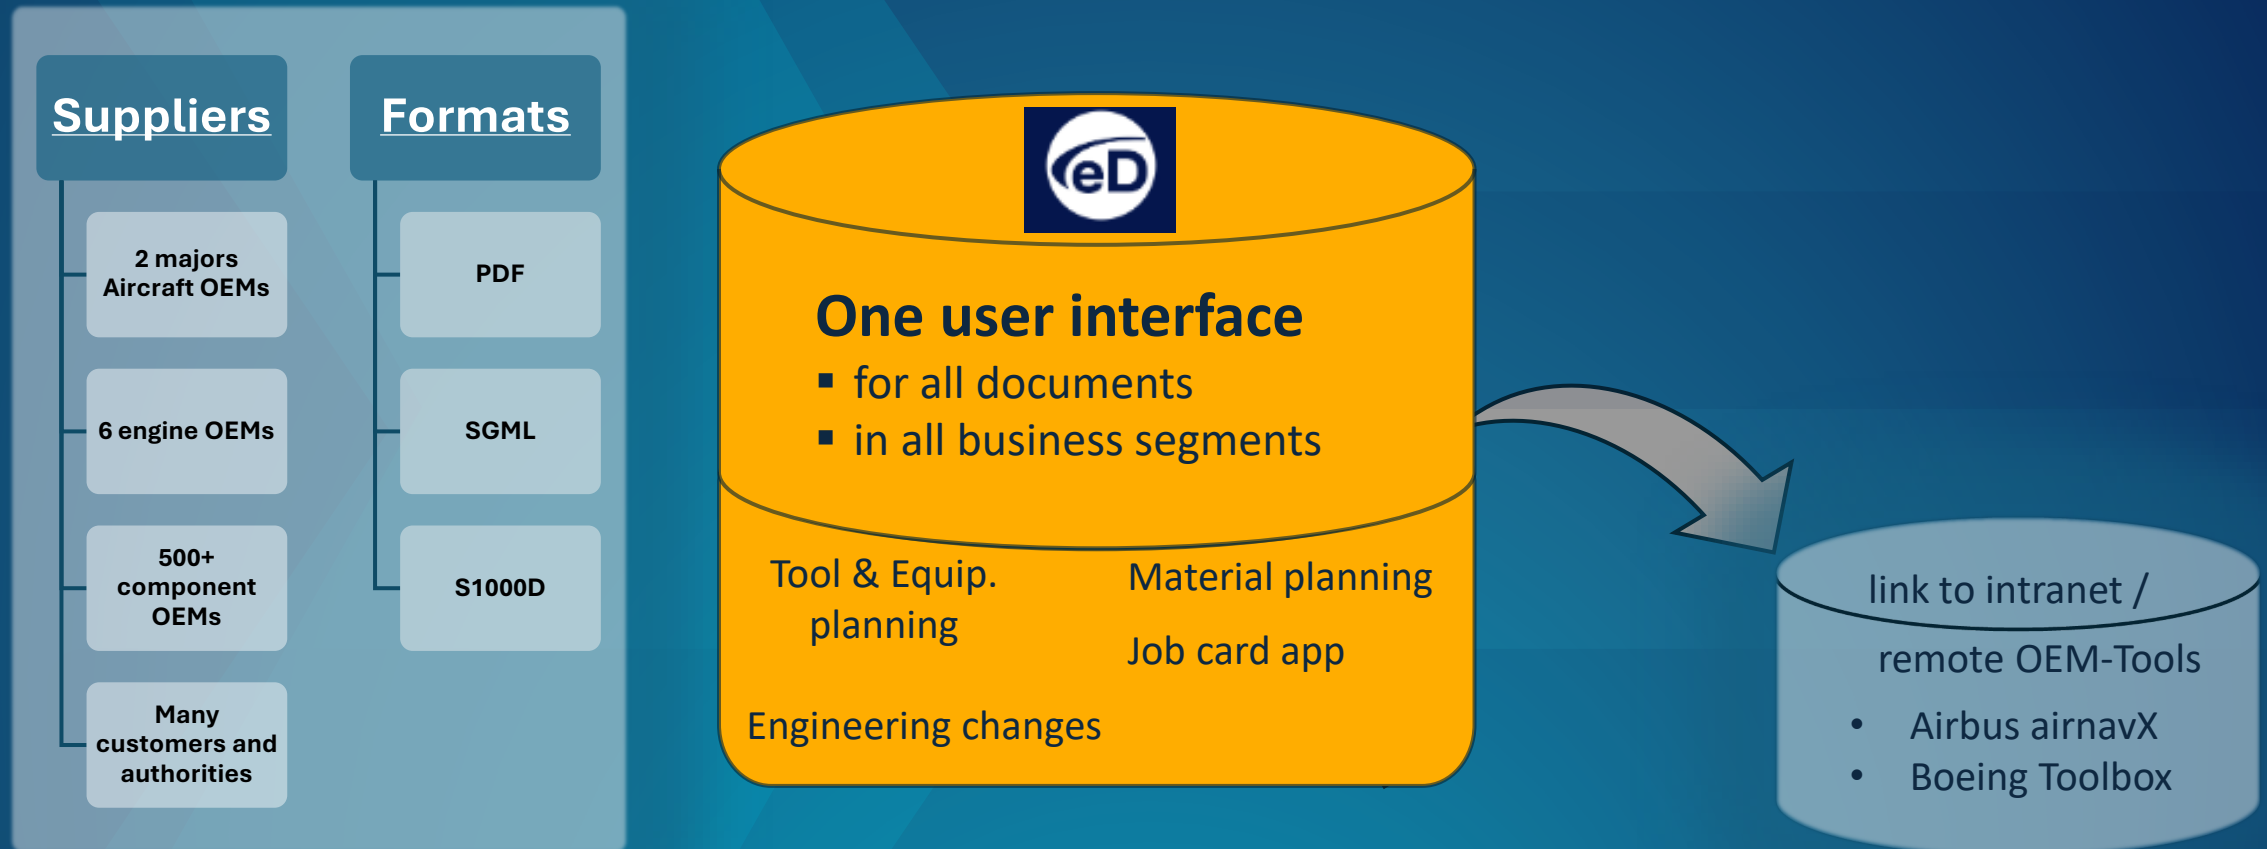 Suppliers
2 majors
Aircraft OEMs
6 engine OEMs
500+
component
OEMs
Many
customers and
authorities
Formats
PDF
SGML
S1000D
eD
One user interface
▪ for all documents
▪ in all business segments
Tool & Equip.
planning
Material planning
Job card app
Engineering changes
link to intranet /
remote OEM-Tools
• Airbus airnavX
• Boeing Toolbox